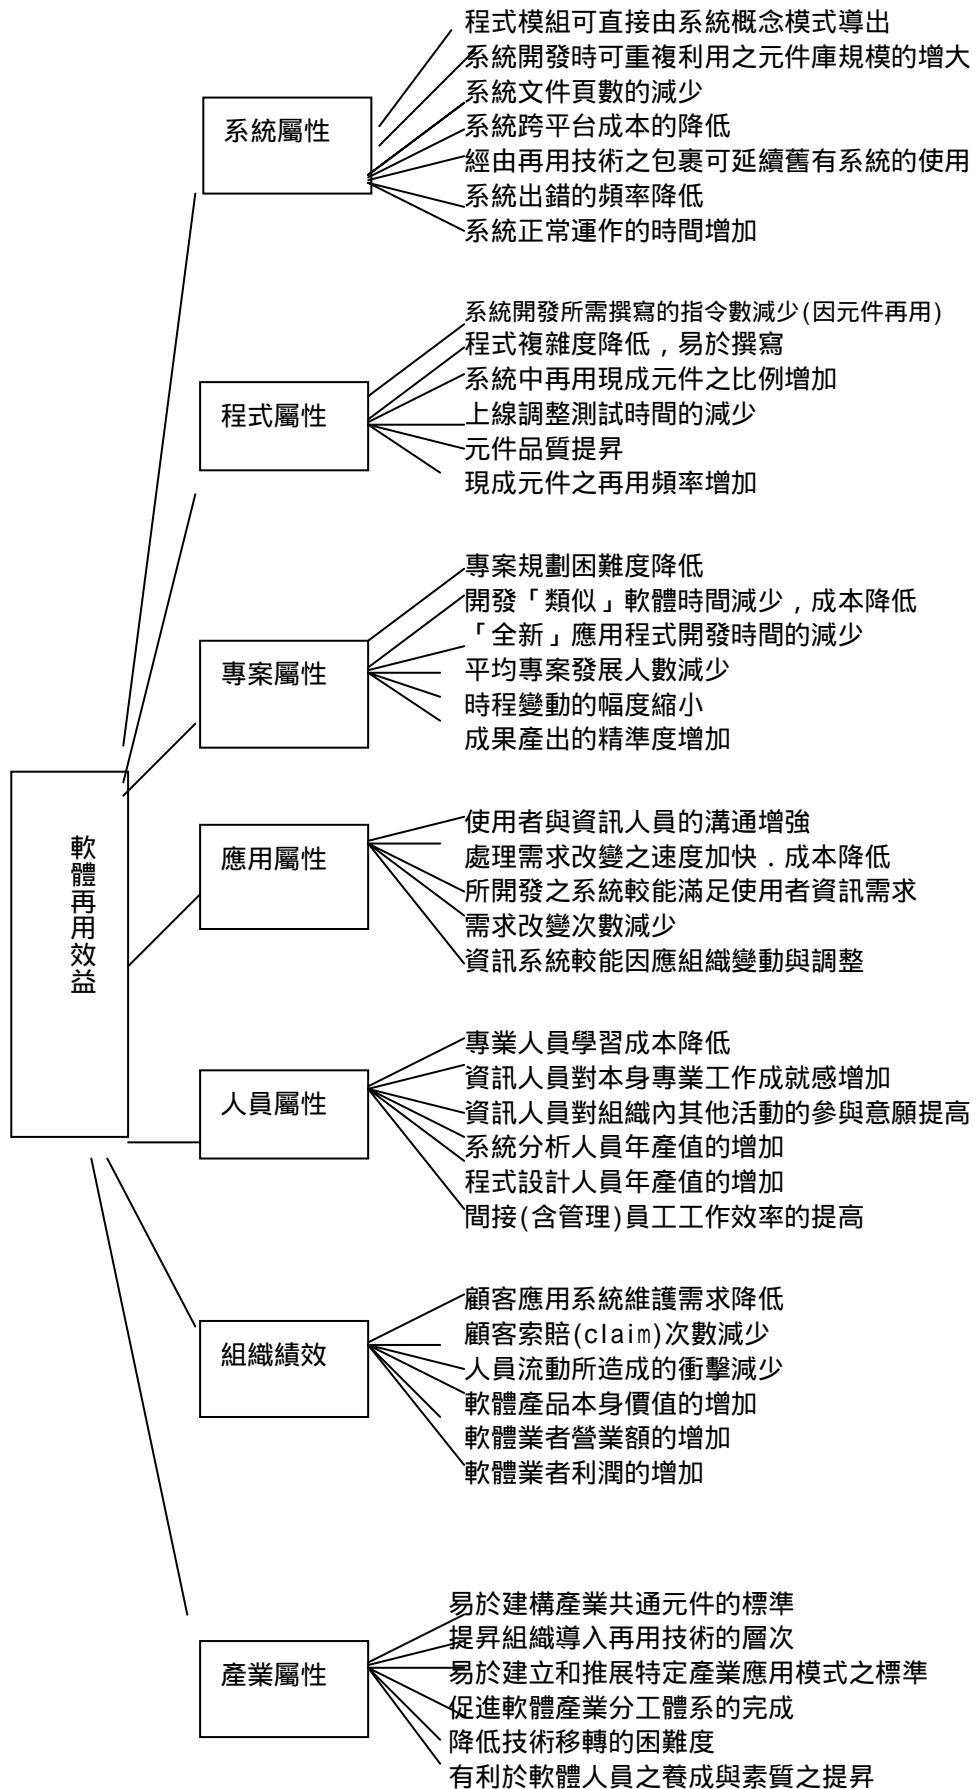 軟體再用效益
系統屬性
程式模組可直接由系統概念模式導出
系統開發時可重複利用之元件庫規模的增大
系統文件頁數的減少
系統跨平台成本的降低
經由再用技術之包裹可延續舊有系統的使用
系統出錯的頻率降低
系統正常運作的時間增加
程式屬性
系統開發所需撰寫的指令數減少(因元件再用)
程式複雜度降低，易於撰寫
系統中再用現成元件之比例增加
上線調整測試時間的減少
元件品質提昇
現成元件之再用頻率增加
專案屬性
專案規劃困難度降低
開發「類似」軟體時間減少，成本降低
「全新」應用程式開發時間的減少
平均專案發展人數減少
時程變動的幅度縮小
成果產出的精準度增加
應用屬性
使用者與資訊人員的溝通增強
處理需求改變之速度加快．成本降低
所開發之系統較能滿足使用者資訊需求
需求改變次數減少
資訊系統較能因應組織變動與調整
人員屬性
專業人員學習成本降低
資訊人員對本身專業工作成就感增加
資訊人員對組織內其他活動的參與意願提高
系統分析人員年產值的增加
程式設計人員年產值的增加
間接(含管理)員工工作效率的提高
組織績效
顧客應用系統維護需求降低
顧客索賠(claim)次數減少
人員流動所造成的衝擊減少
軟體產品本身價值的增加
軟體業者營業額的增加
軟體業者利潤的增加
產業屬性
易於建構產業共通元件的標準
提昇組織導入再用技術的層次
易於建立和推展特定產業應用模式之標準
促進軟體產業分工體系的完成
降低技術移轉的困難度
有利於軟體人員之養成與素質之提昇